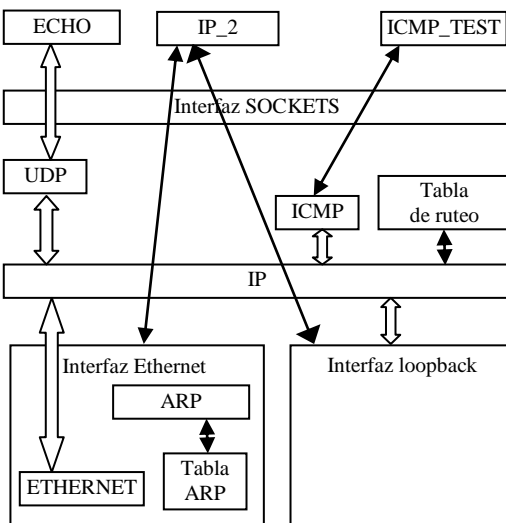 ECHO
IP_2
ICMP_TEST
Interfaz SOCKETS
UDP
ICMP
Tabla
de ruteo
IP
Interfaz Ethernet
Interfaz loopback
ARP
Tabla
ARP
ETHERNET